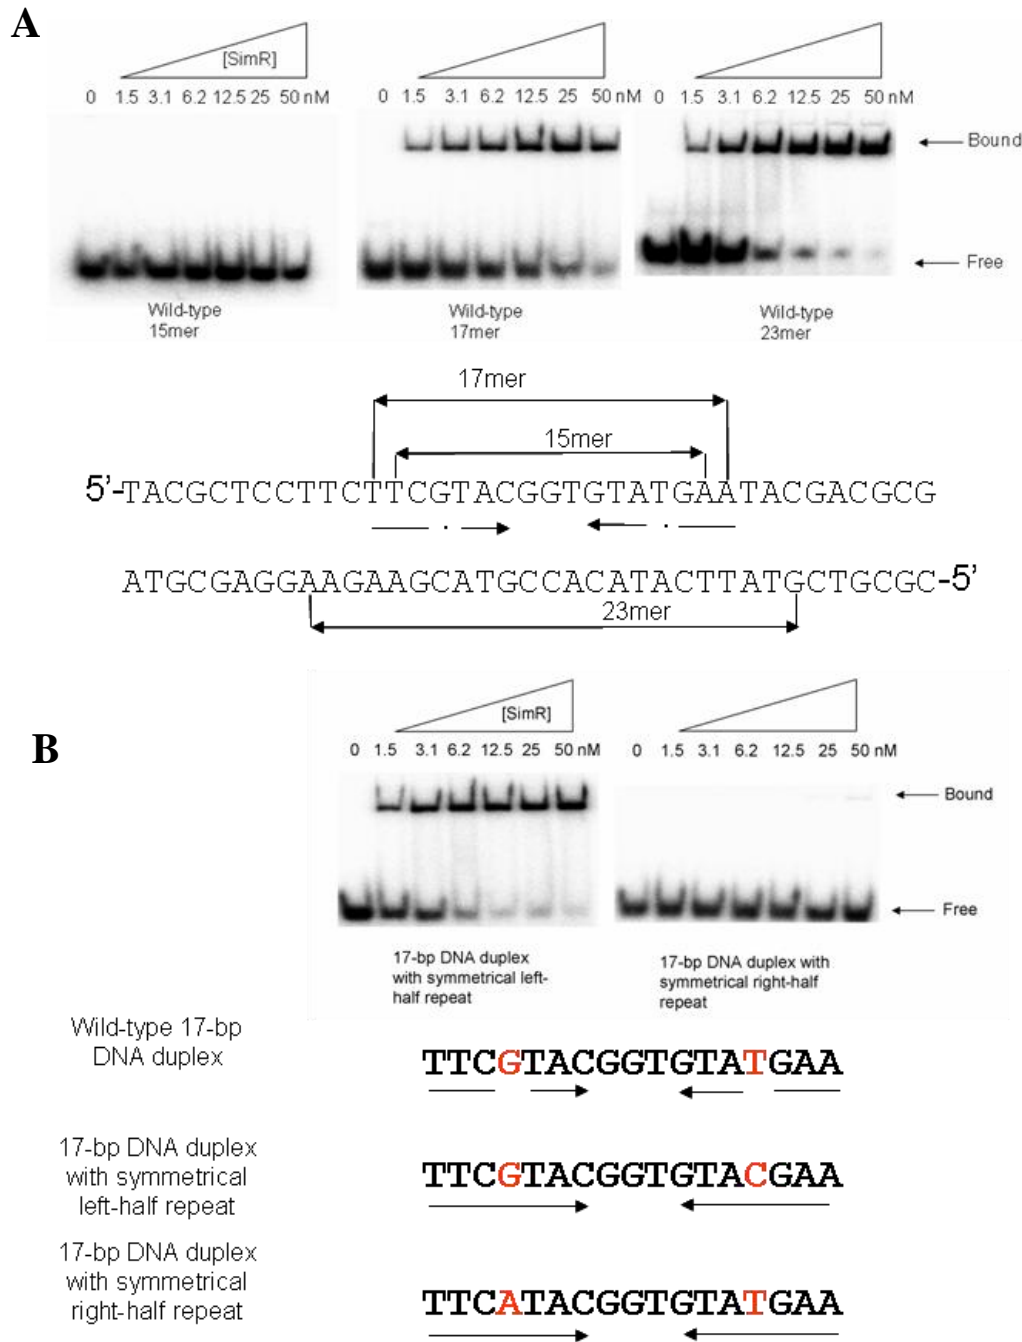 A
[SimR]
0 1.5 3.1 6.2 12.5 25 50 nM
0 1.5 3.1 6.2 12.5 25 50 nM
0 1.5 3.1 6.2 12.5 25 50 nM
Bound
Free
Wild-type
15mer
Wild-type
17mer
Wild-type
23mer
17mer
15mer
5'-TACGCTCCTTCTTCGTACGGTGTATGAATACGACGCG
ATGCGAGGAAGAAGCATGCCACATACTTATGCTGCGC-5'
23mer
B
[SimR]
0 1.5 3.1 6.2 12.5 25 50 nM
0 1.5 3.1 6.2 12.5 25 50 nM
Bound
Free
17-bp DNA duplex
with symmetrical left-
half repeat
17-bp DNA duplex with
symmetrical right-half
repeat
Wild-type 17-bp
DNA duplex
TTCGTACGGTGTATGAA
17-bp DNA duplex
with symmetrical
left-half repeat
TTCGTACGGTGTACGAA
17-bp DNA duplex
with symmetrical
right-half repeat
TTCATACGGTGTATGAA